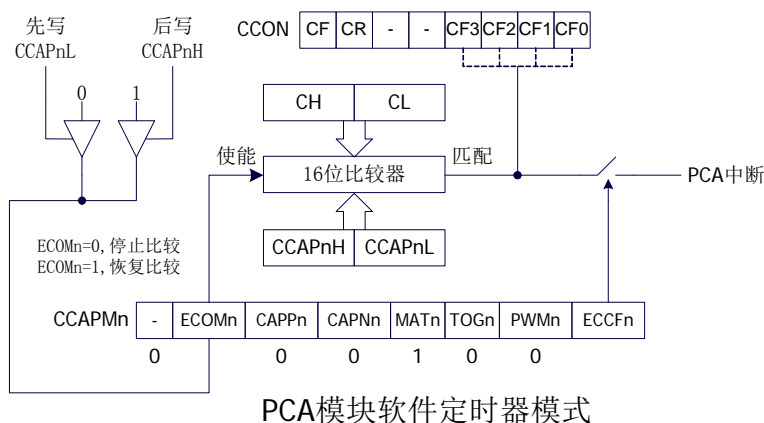 先写
CCAPnL
后写
CCAPnH
0
1
CCON CF CR - - CF3 CF2 CF1 CF0
CH CL
使能
16位比较器
匹配
PCA中断
CCAPnH CCAPnL
ECOMn=0,停止比较
ECOMn=1,恢复比较
CCAPMn - ECOMn CAPPn CAPNn MATn TOGn PWMn ECCFn
0 0 0 1 0 0
PCA模块软件定时器模式